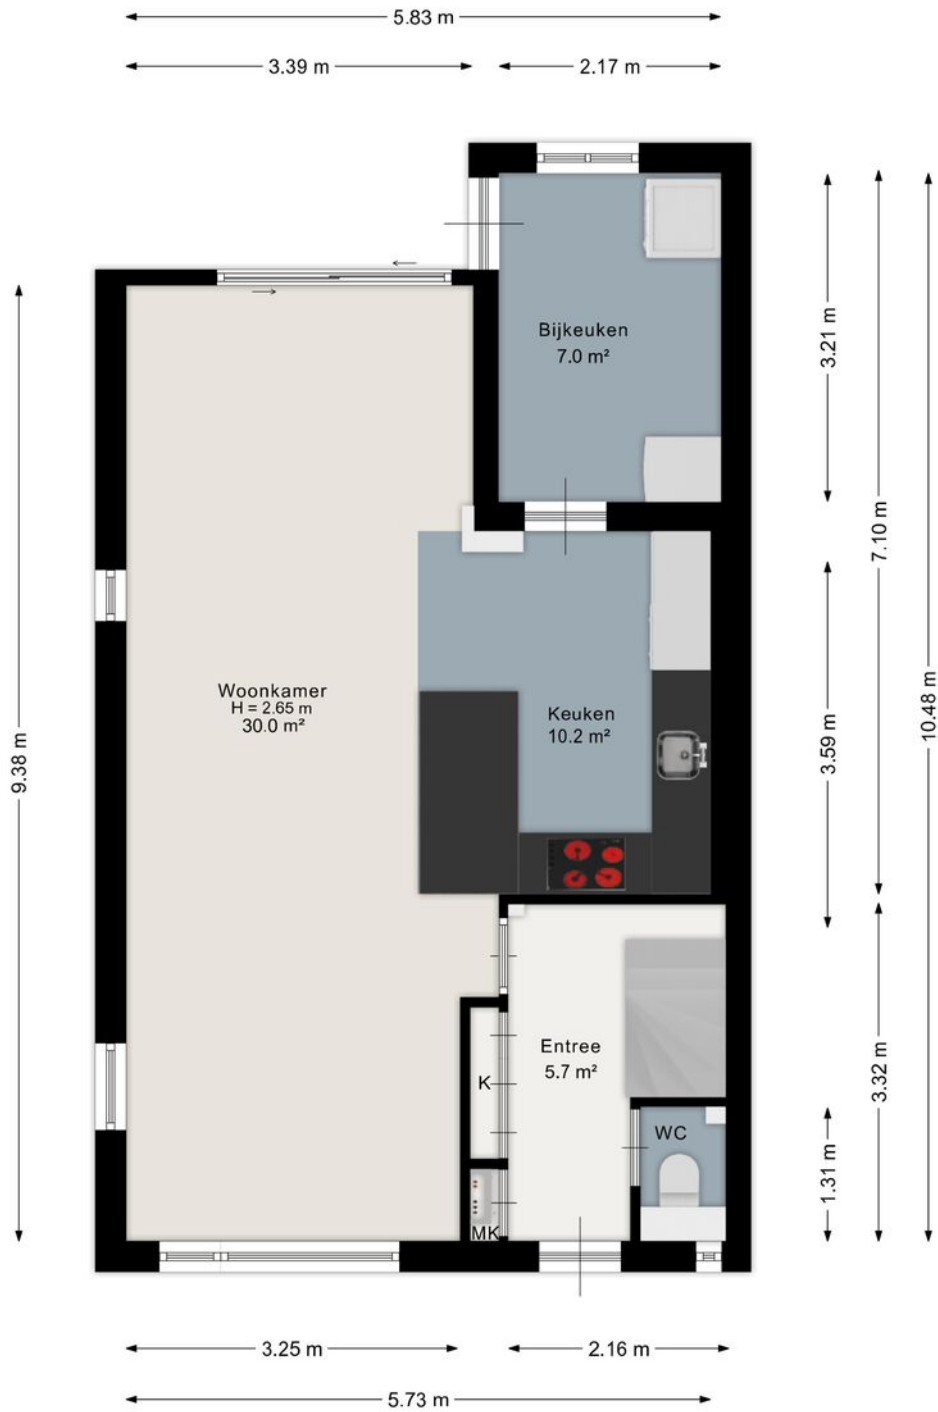 5.83 m
3.39 m
2.17 m
Bijkeuken
7.0 m²
3.21 m
7.10 m
10.48 m
Woonkamer
H = 2.65 m
30.0 m²
Keuken
10.2 m²
3.59 m
9.38 m
Entree
5.7 m²
K
WC
MK
3.32 m
1.31 m
3.25 m
2.16 m
5.73 m